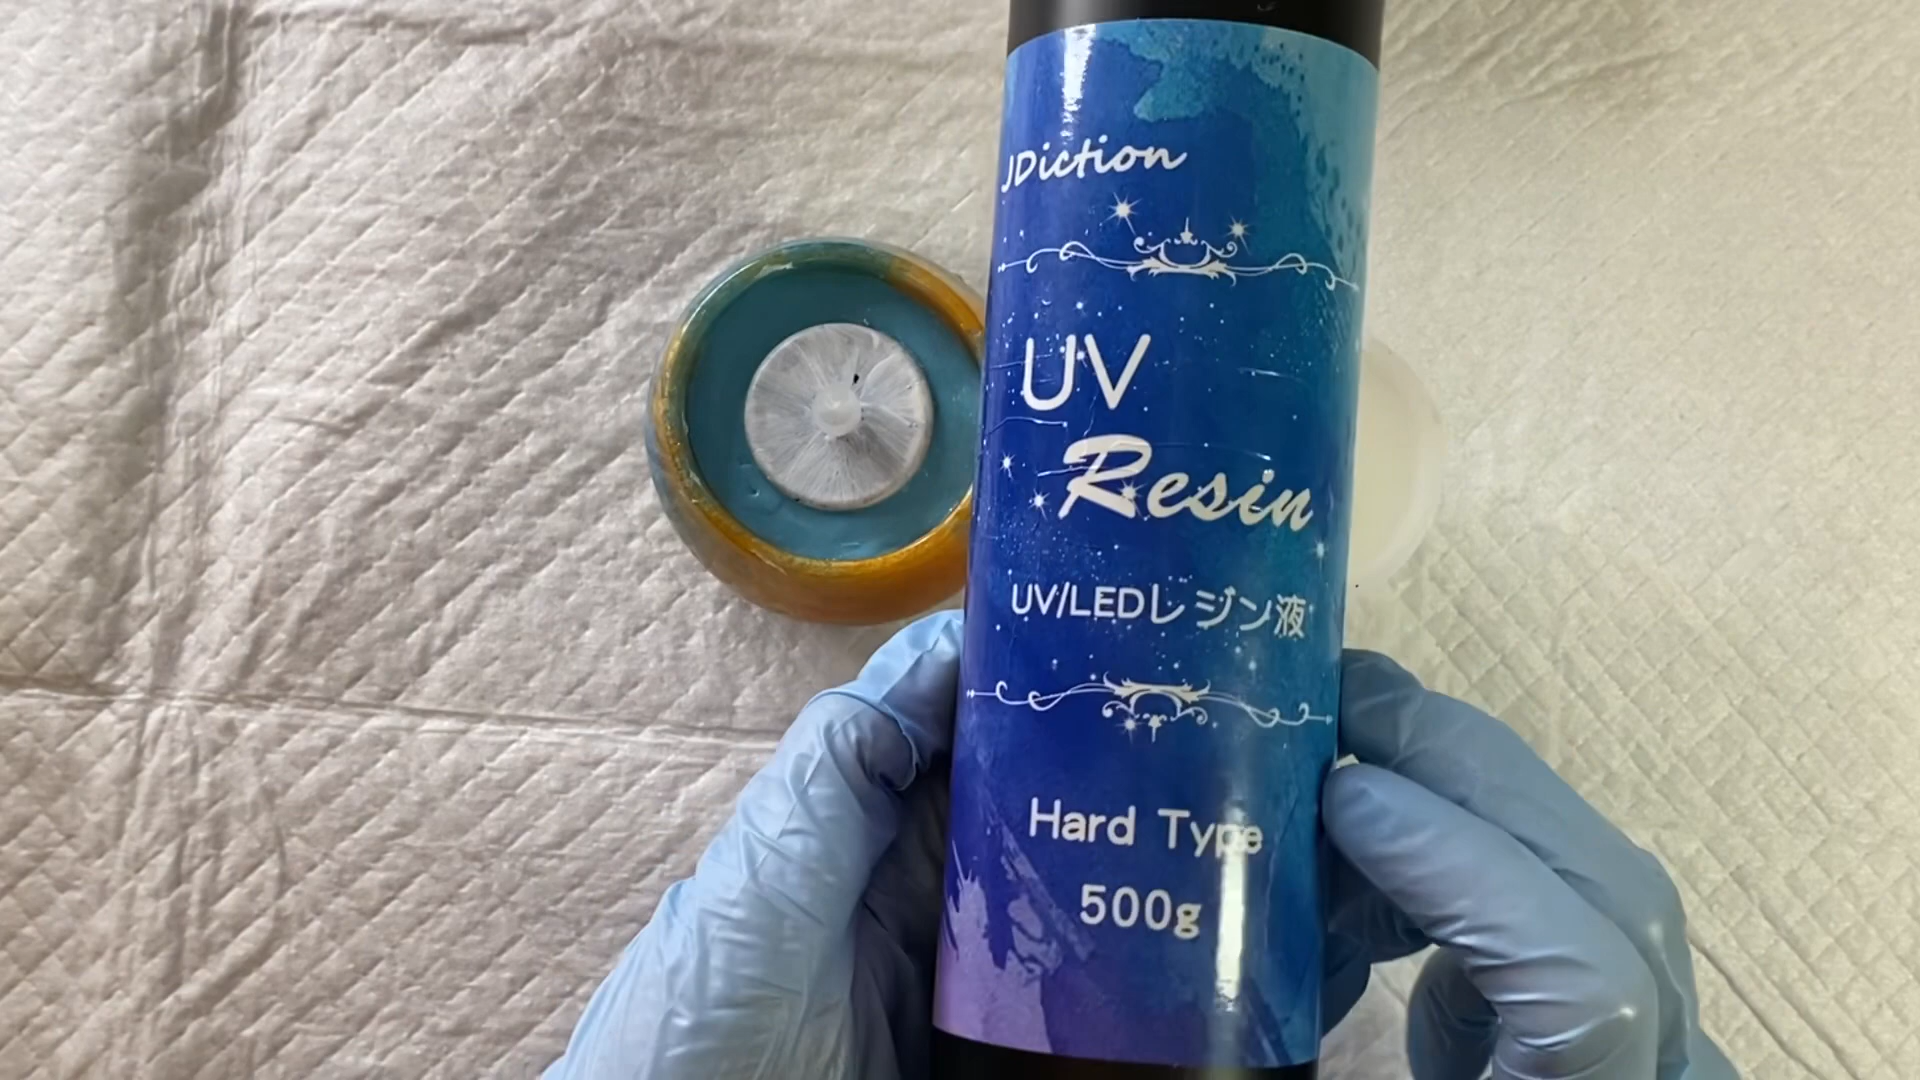 JDiction
UV
Resin
UV/LEDレジン液
Hard Type
500g